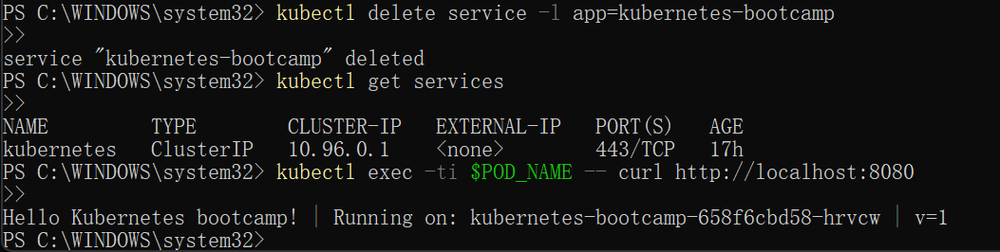 PS C:\WINDOWS\system32> kubectl delete service -l app=kubernetes-bootcamp
>>
service "kubernetes-bootcamp" deleted
PS C:\WINDOWS\system32> kubectl get services
>>
NAME         TYPE        CLUSTER-IP   EXTERNAL-IP   PORT(S)   AGE
kubernetes   ClusterIP   10.96.0.1    <none>        443/TCP   17h
PS C:\WINDOWS\system32> kubectl exec -ti $POD_NAME -- curl http://localhost:8080
>>
Hello Kubernetes bootcamp! | Running on: kubernetes-bootcamp-658f6cbd58-hrvcw | v=1
PS C:\WINDOWS\system32>